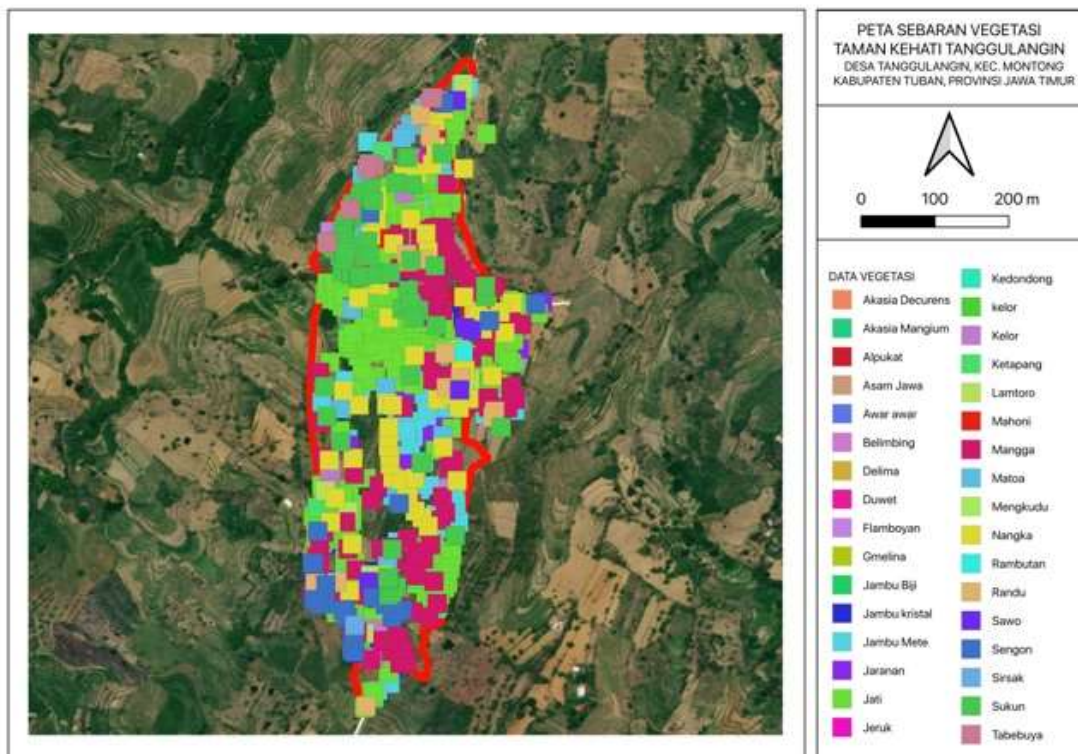 PETA SEBARAN VEGETASI
TAMAN KEHATI TANGGULANGIN
DESA TANGGULANGIN, KEC. MONTONG
KABUPATEN TUBAN, PROVINSI JAWA TIMUR
0 100 200 m
DATA VEGETASI
Akasia Decurens
Akasia Mangium
Alpukat
Asam Jawa
Awar awar
Belimbing
Delima
Duwet
Flamboyan
Gmelina
Jambu Biji
Jambu kristal
Jambu Mete
Jaranan
Jati
Jeruk
Kedondong
kelor
Kelor
Ketapang
Lamtoro
Mahoni
Mangga
Matoa
Mengkudu
Nangka
Rambutan
Randu
Sawo
Sengon
Sirsak
Sukun
Tabebuya